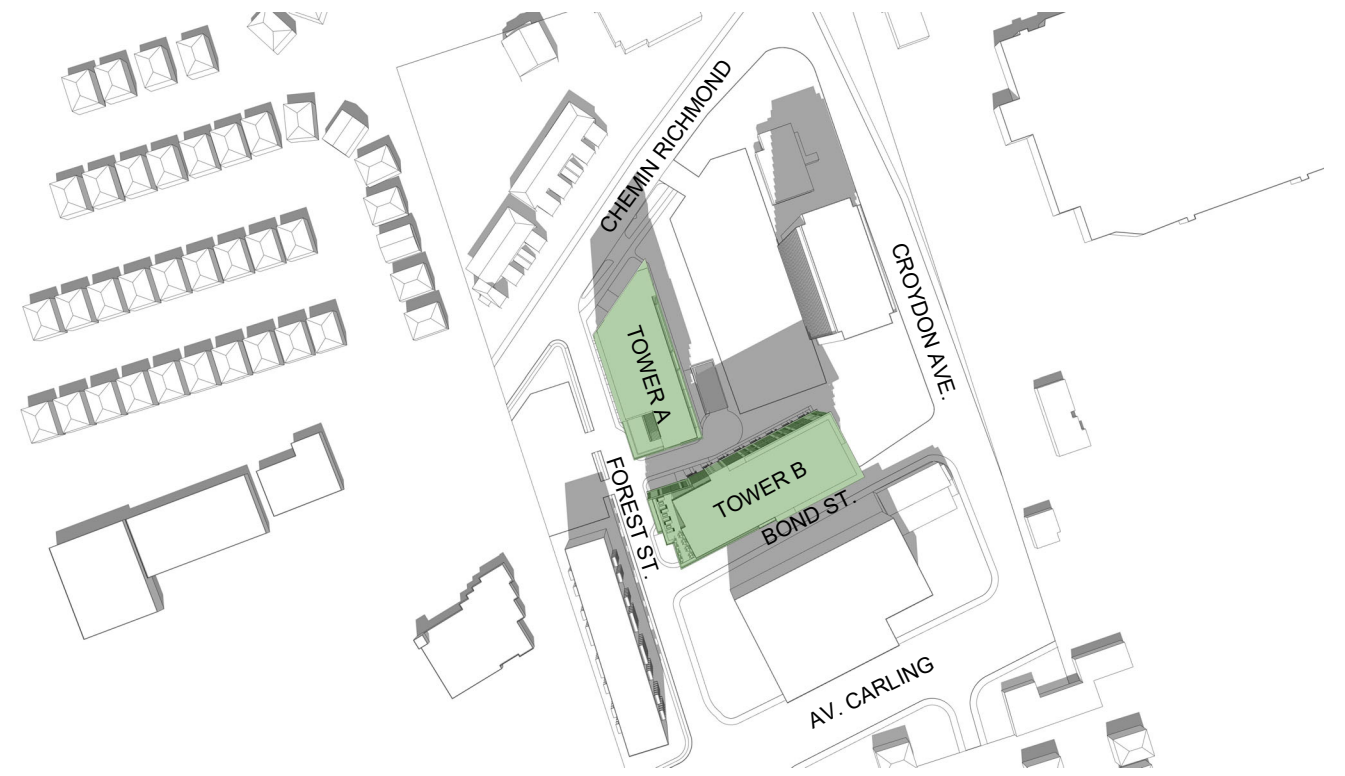 CHEMIN RICHMOND
CROYDON AVE.
TOWER A
TOWER B
FOREST ST.
BOND ST.
AV. CARLING